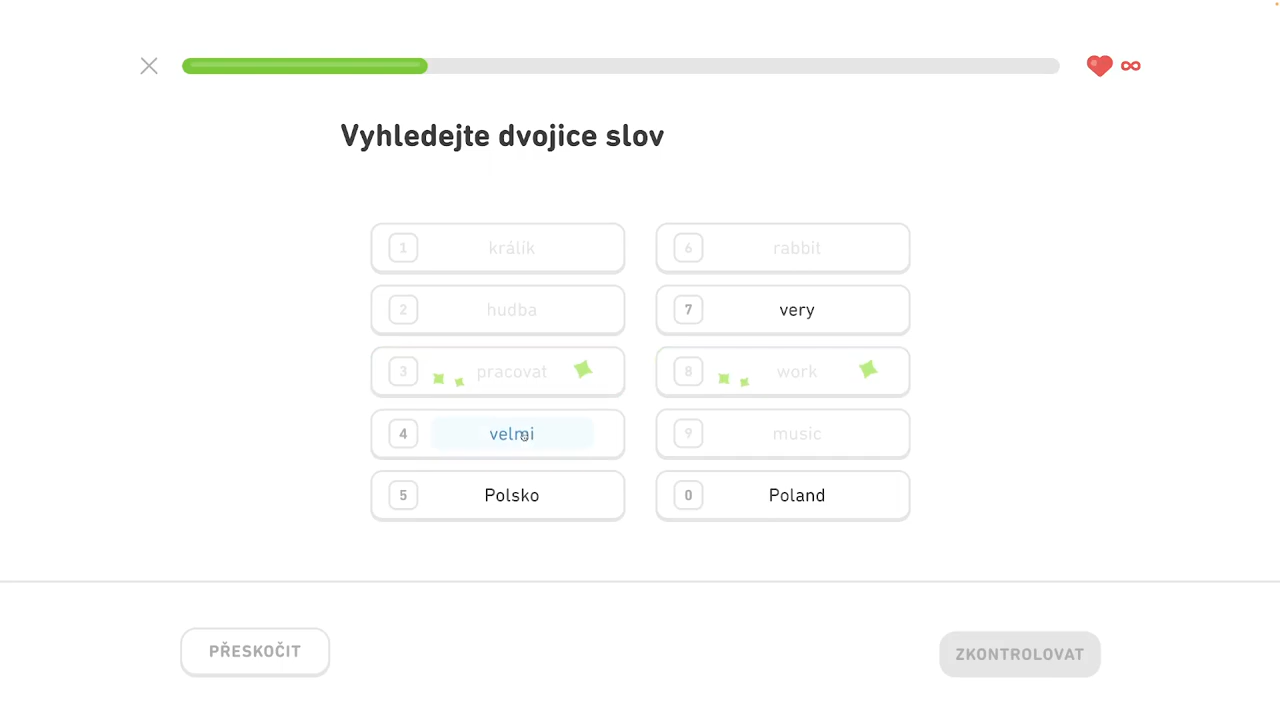 ∞
Vyhledejte dvojice slov
1 králík
6 rabbit
2 hudba
7 very
3 pracovat
8 work
4 velmi
9 music
5 Polsko
0 Poland
PŘESKOČIT
ZKONTROLOVAT